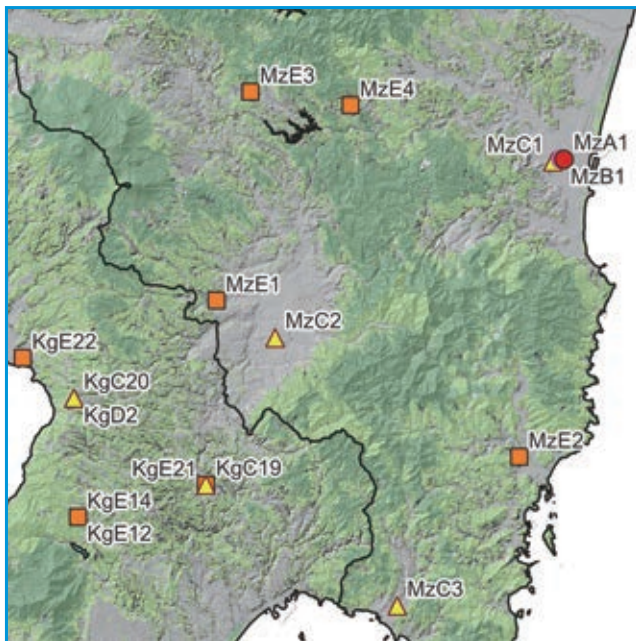 MzE3
MzE4
MzC1
MzA1
MzB1
MzE1
MzC2
KgE22
KgC20
KgD2
MzE2
KgE21
KgC19
KgE14
KgE12
MzC3